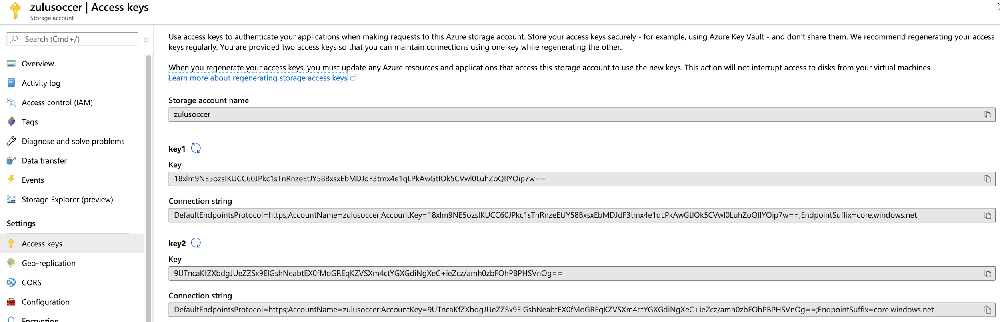 zulusoccer | Access keys
Storage account
Search (Cmd+/)
«
Overview
Activity log
Access control (IAM)
Tags
Diagnose and solve problems
Data transfer
Events
Storage Explorer (preview)
Settings
Access keys
Geo-replication
CORS
Configuration
Encryption
Use access keys to authenticate your applications when making requests to this Azure storage account. Store your access keys securely - for example, using Azure Key Vault - and don't share them. We recommend regenerating your access
keys regularly. You are provided two access keys so that you can maintain connections using one key while regenerating the other.
When you regenerate your access keys, you must update any Azure resources and applications that access this storage account to use the new keys. This action will not interrupt access to disks from your virtual machines.
Learn more about regenerating storage access keys
Storage account name
zulusoccer
key1
Key
Connection string
DefaultEndpointsProtocol=https;AccountName=zulusoccer;AccountKey= ;EndpointSuffix=core.windows.net
key2
Key
Connection string
DefaultEndpointsProtocol=https;AccountName=zulusoccer;AccountKey= ;EndpointSuffix=core.windows.net